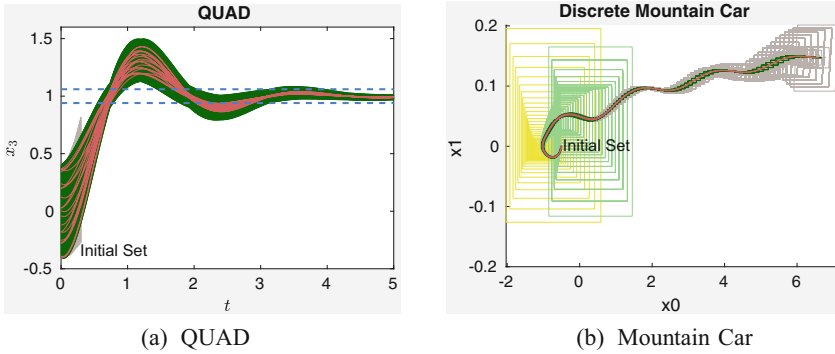 QUAD
1.5
1
0.5
0
-0.5
x₃
Initial Set
0
1
2
3
4
5
t
(a) QUAD
Discrete Mountain Car
0.2
0.1
0
-0.1
-0.2
x1
Initial Set
-2
0
2
4
6
x0
(b) Mountain Car